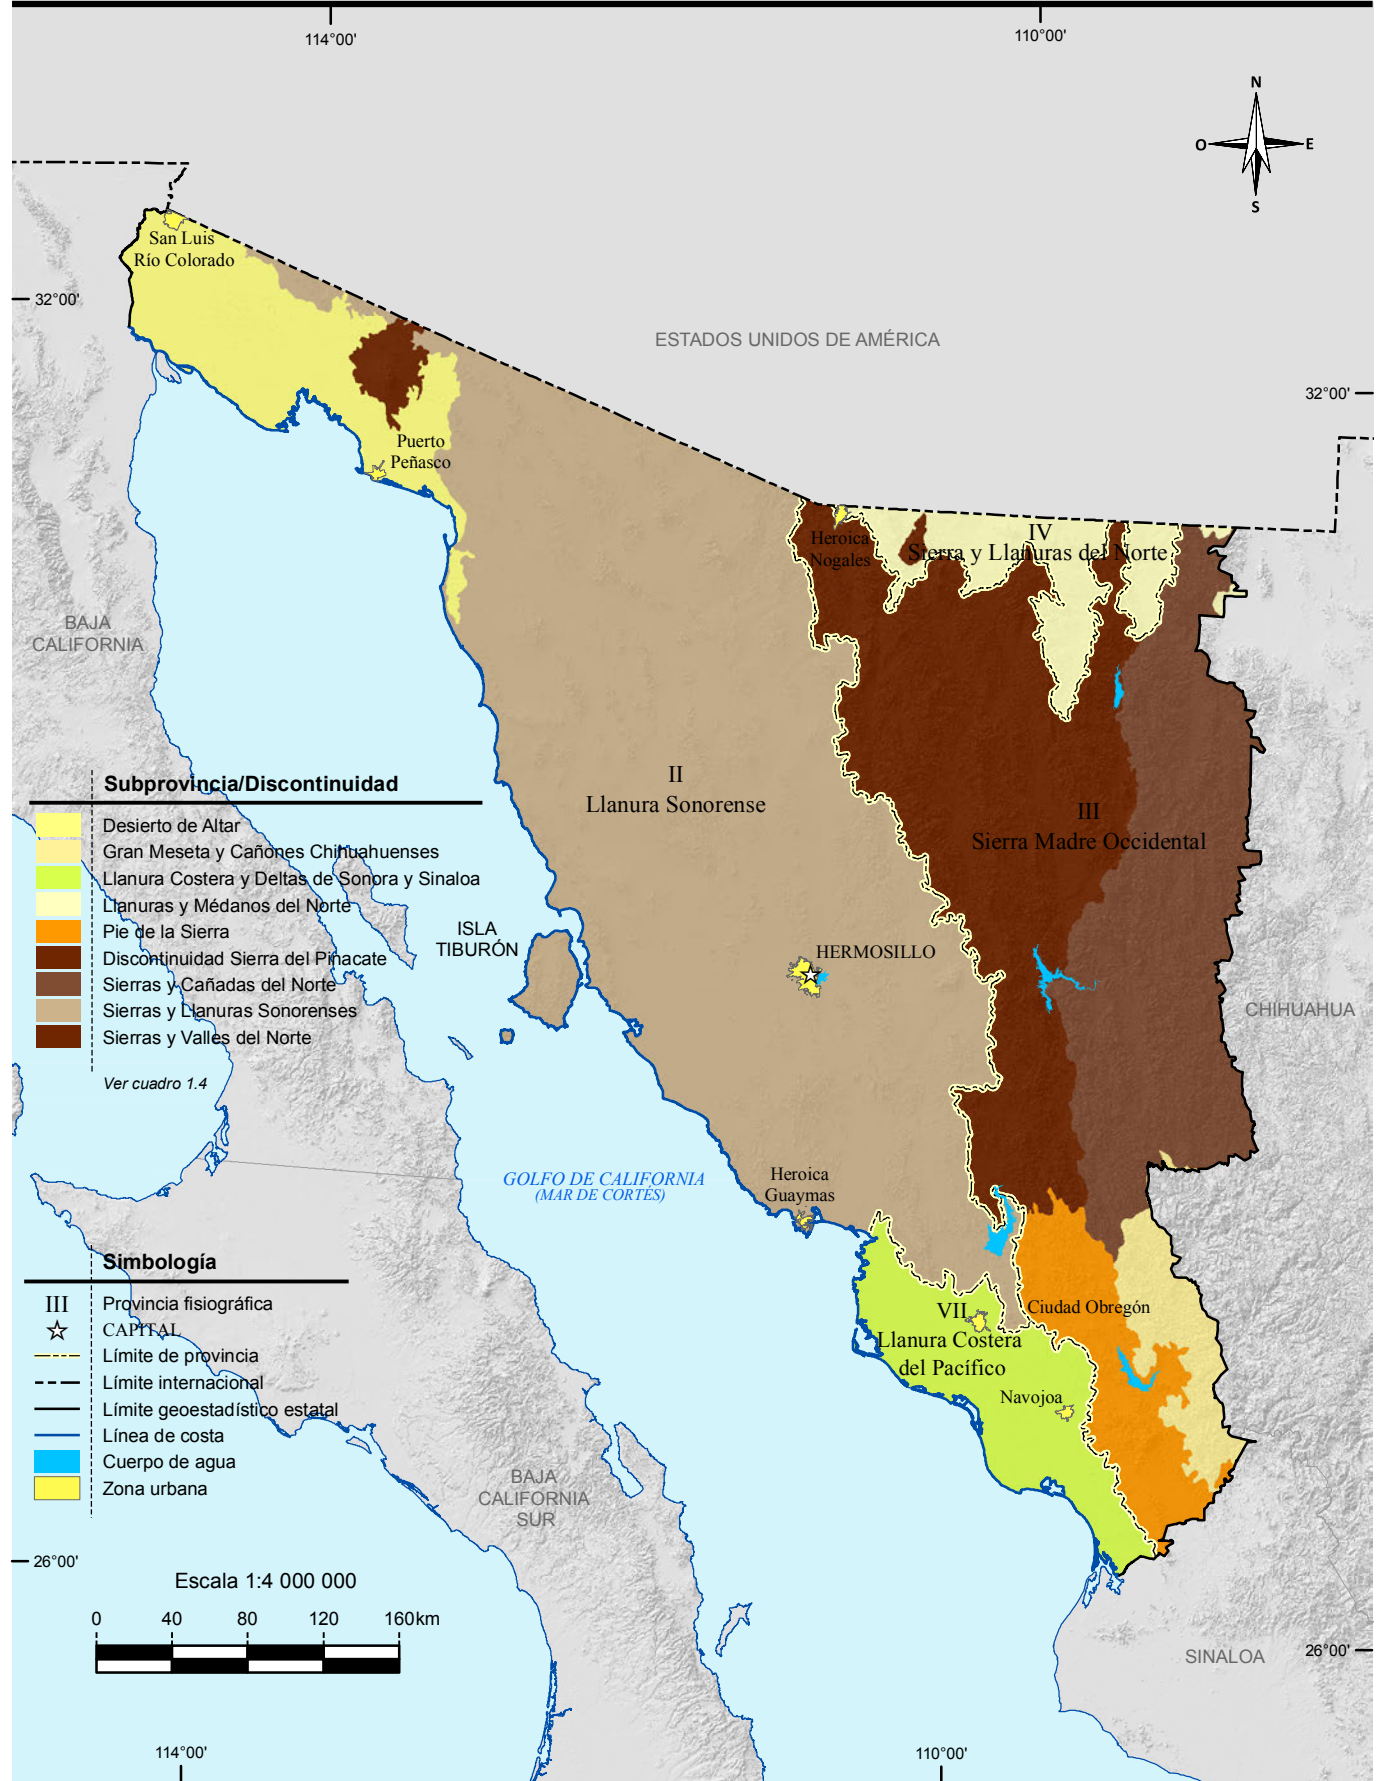 114°00'
110°00'
N
O
E
S
San Luis
Río Colorado
32°00'
ESTADOS UNIDOS DE AMÉRICA
32°00'
Puerto
Peñasco
Heroica
Nogales
IV
Sierra y Llanuras del Norte
BAJA
CALIFORNIA
II
Llanura Sonorense
III
Sierra Madre Occidental
Subprovincia/Discontinuidad
Desierto de Altar
Gran Meseta y Cañones Chihuahuenses
Llanura Costera y Deltas de Sonora y Sinaloa
Llanuras y Médanos del Norte
Pie de la Sierra
Discontinuidad Sierra del Pinacate
Sierras y Cañadas del Norte
Sierras y Llanuras Sonorenses
Sierras y Valles del Norte
Ver cuadro 1.4
ISLA
TIBURÓN
HERMOSILLO
CHIHUAHUA
GOLFO DE CALIFORNIA
(MAR DE CORTÉS)
Heroica
Guaymas
VII
Llanura Costera
del Pacífico
Ciudad Obregón
Navojoa
Simbología
III Provincia fisiográfica
CAPITAL
Límite de provincia
Límite internacional
Límite geoestadístico estatal
Línea de costa
Cuerpo de agua
Zona urbana
BAJA
CALIFORNIA
SUR
26°00'
Escala 1:4 000 000
0 40 80 120 160km
SINALOA
26°00'
114°00'
110°00'